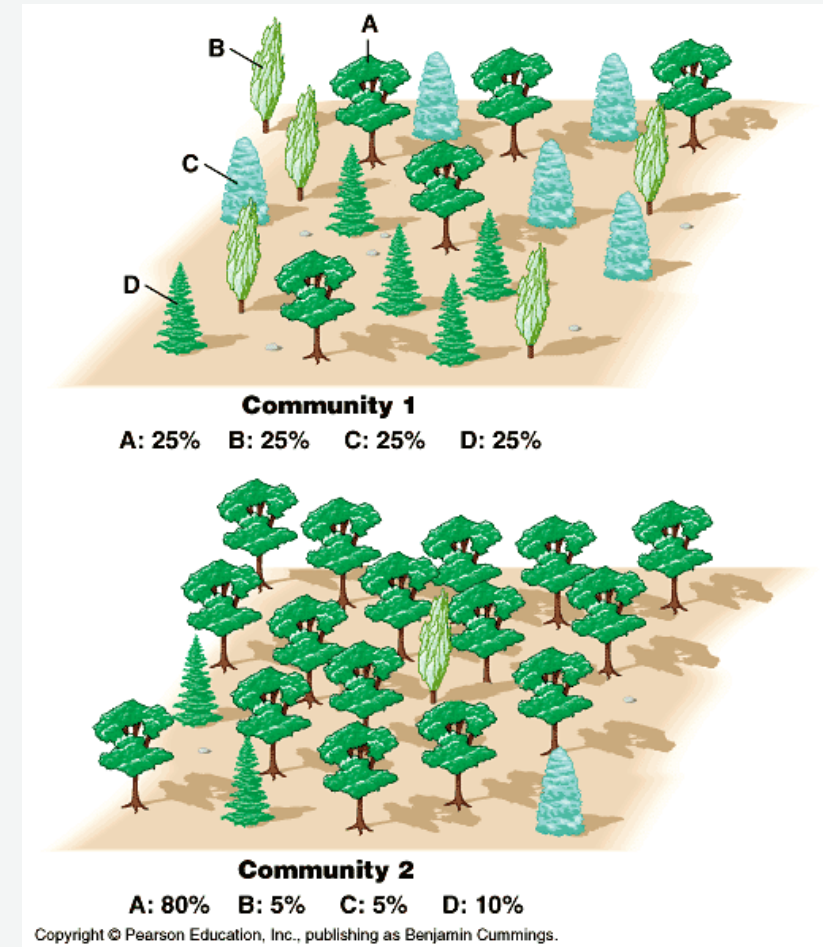 A
B
C
D
Community 1
A: 25% B: 25% C: 25% D: 25%
Community 2
A: 80% B: 5% C: 5% D: 10%
Copyright © Pearson Education, Inc., publishing as Benjamin Cummings.